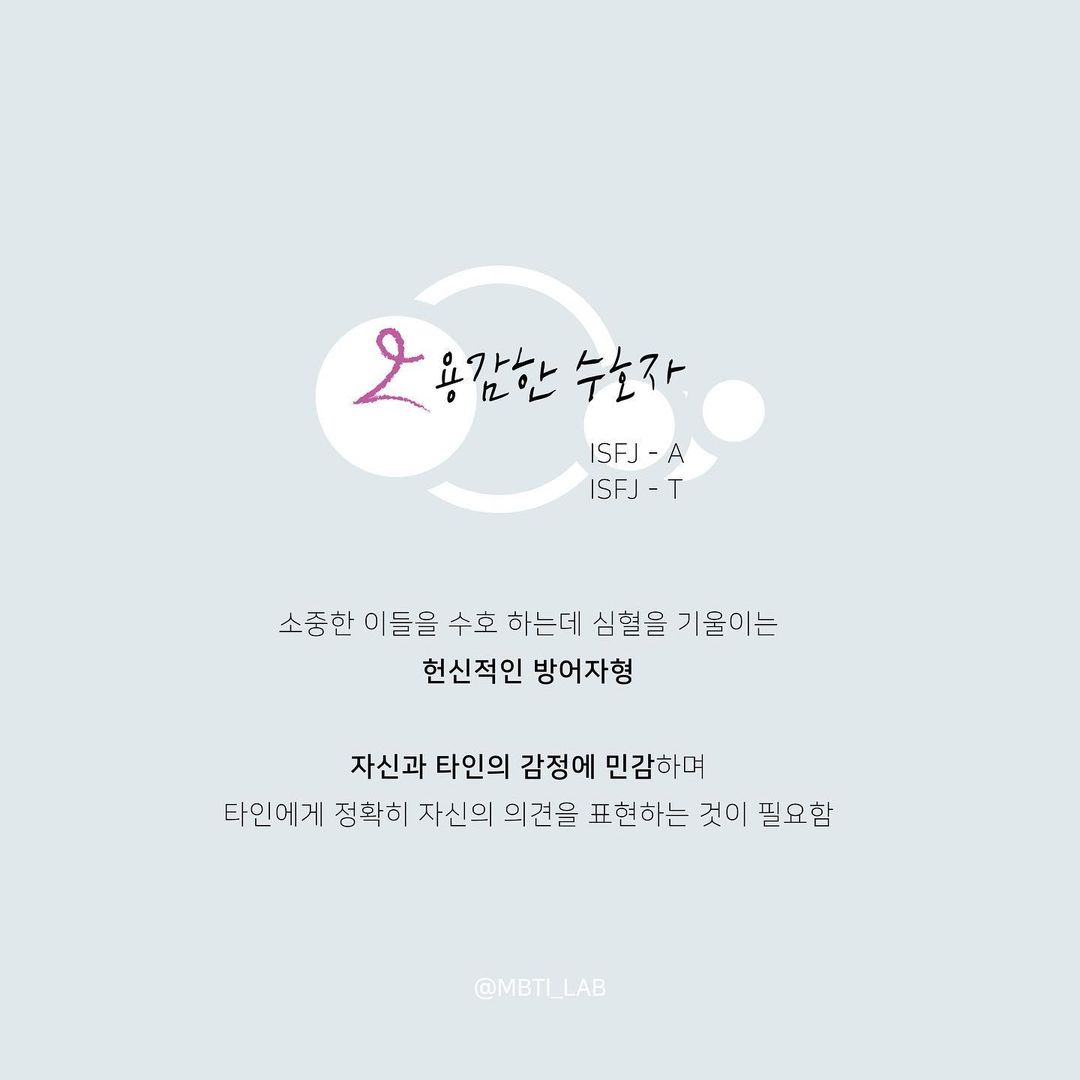 용감한 수호자
ISFJ - A
ISFJ - T
소중한 이들을 수호 하는데 심혈을 기울이는
헌신적인 방어자형
자신과 타인의 감정에 민감하며
타인에게 정확히 자신의 의견을 표현하는 것이 필요함
@MBTI_LAB